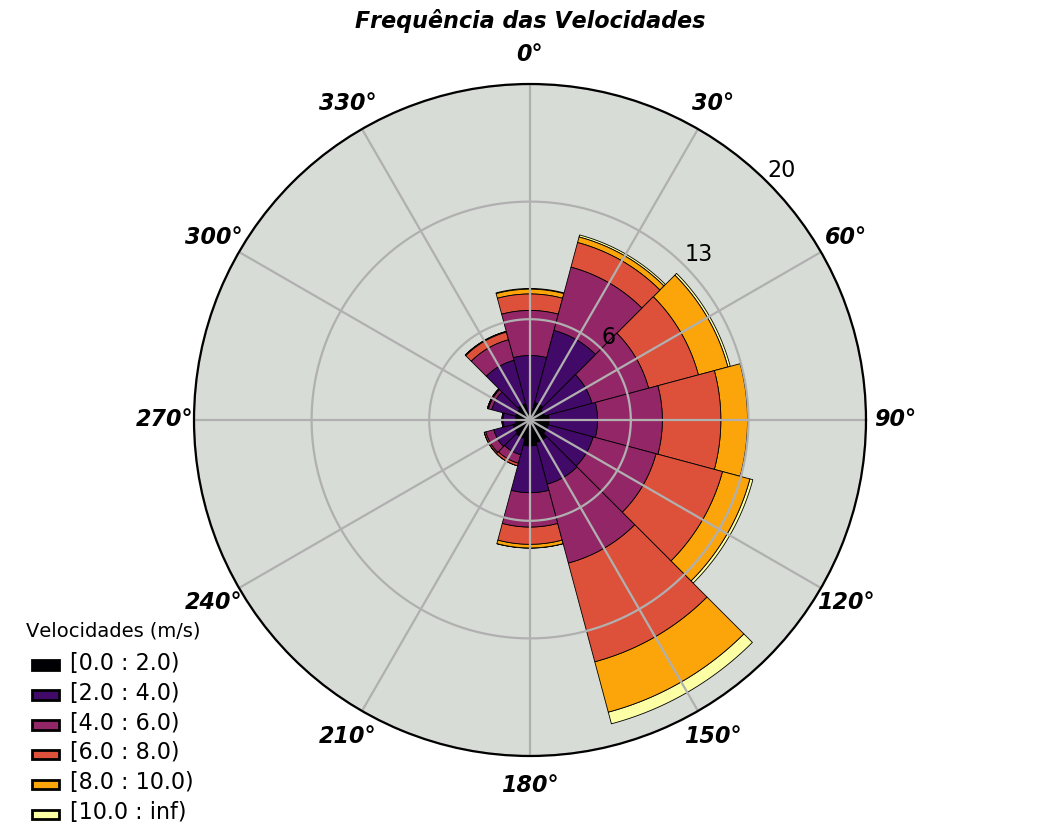 Frequência das Velocidades
0°
330°
30°
20
300°
60°
13
6
270°
90°
240°
120°
210°
150°
180°
Velocidades (m/s)
[0.0 : 2.0)
[2.0 : 4.0)
[4.0 : 6.0)
[6.0 : 8.0)
[8.0 : 10.0)
[10.0 : inf)